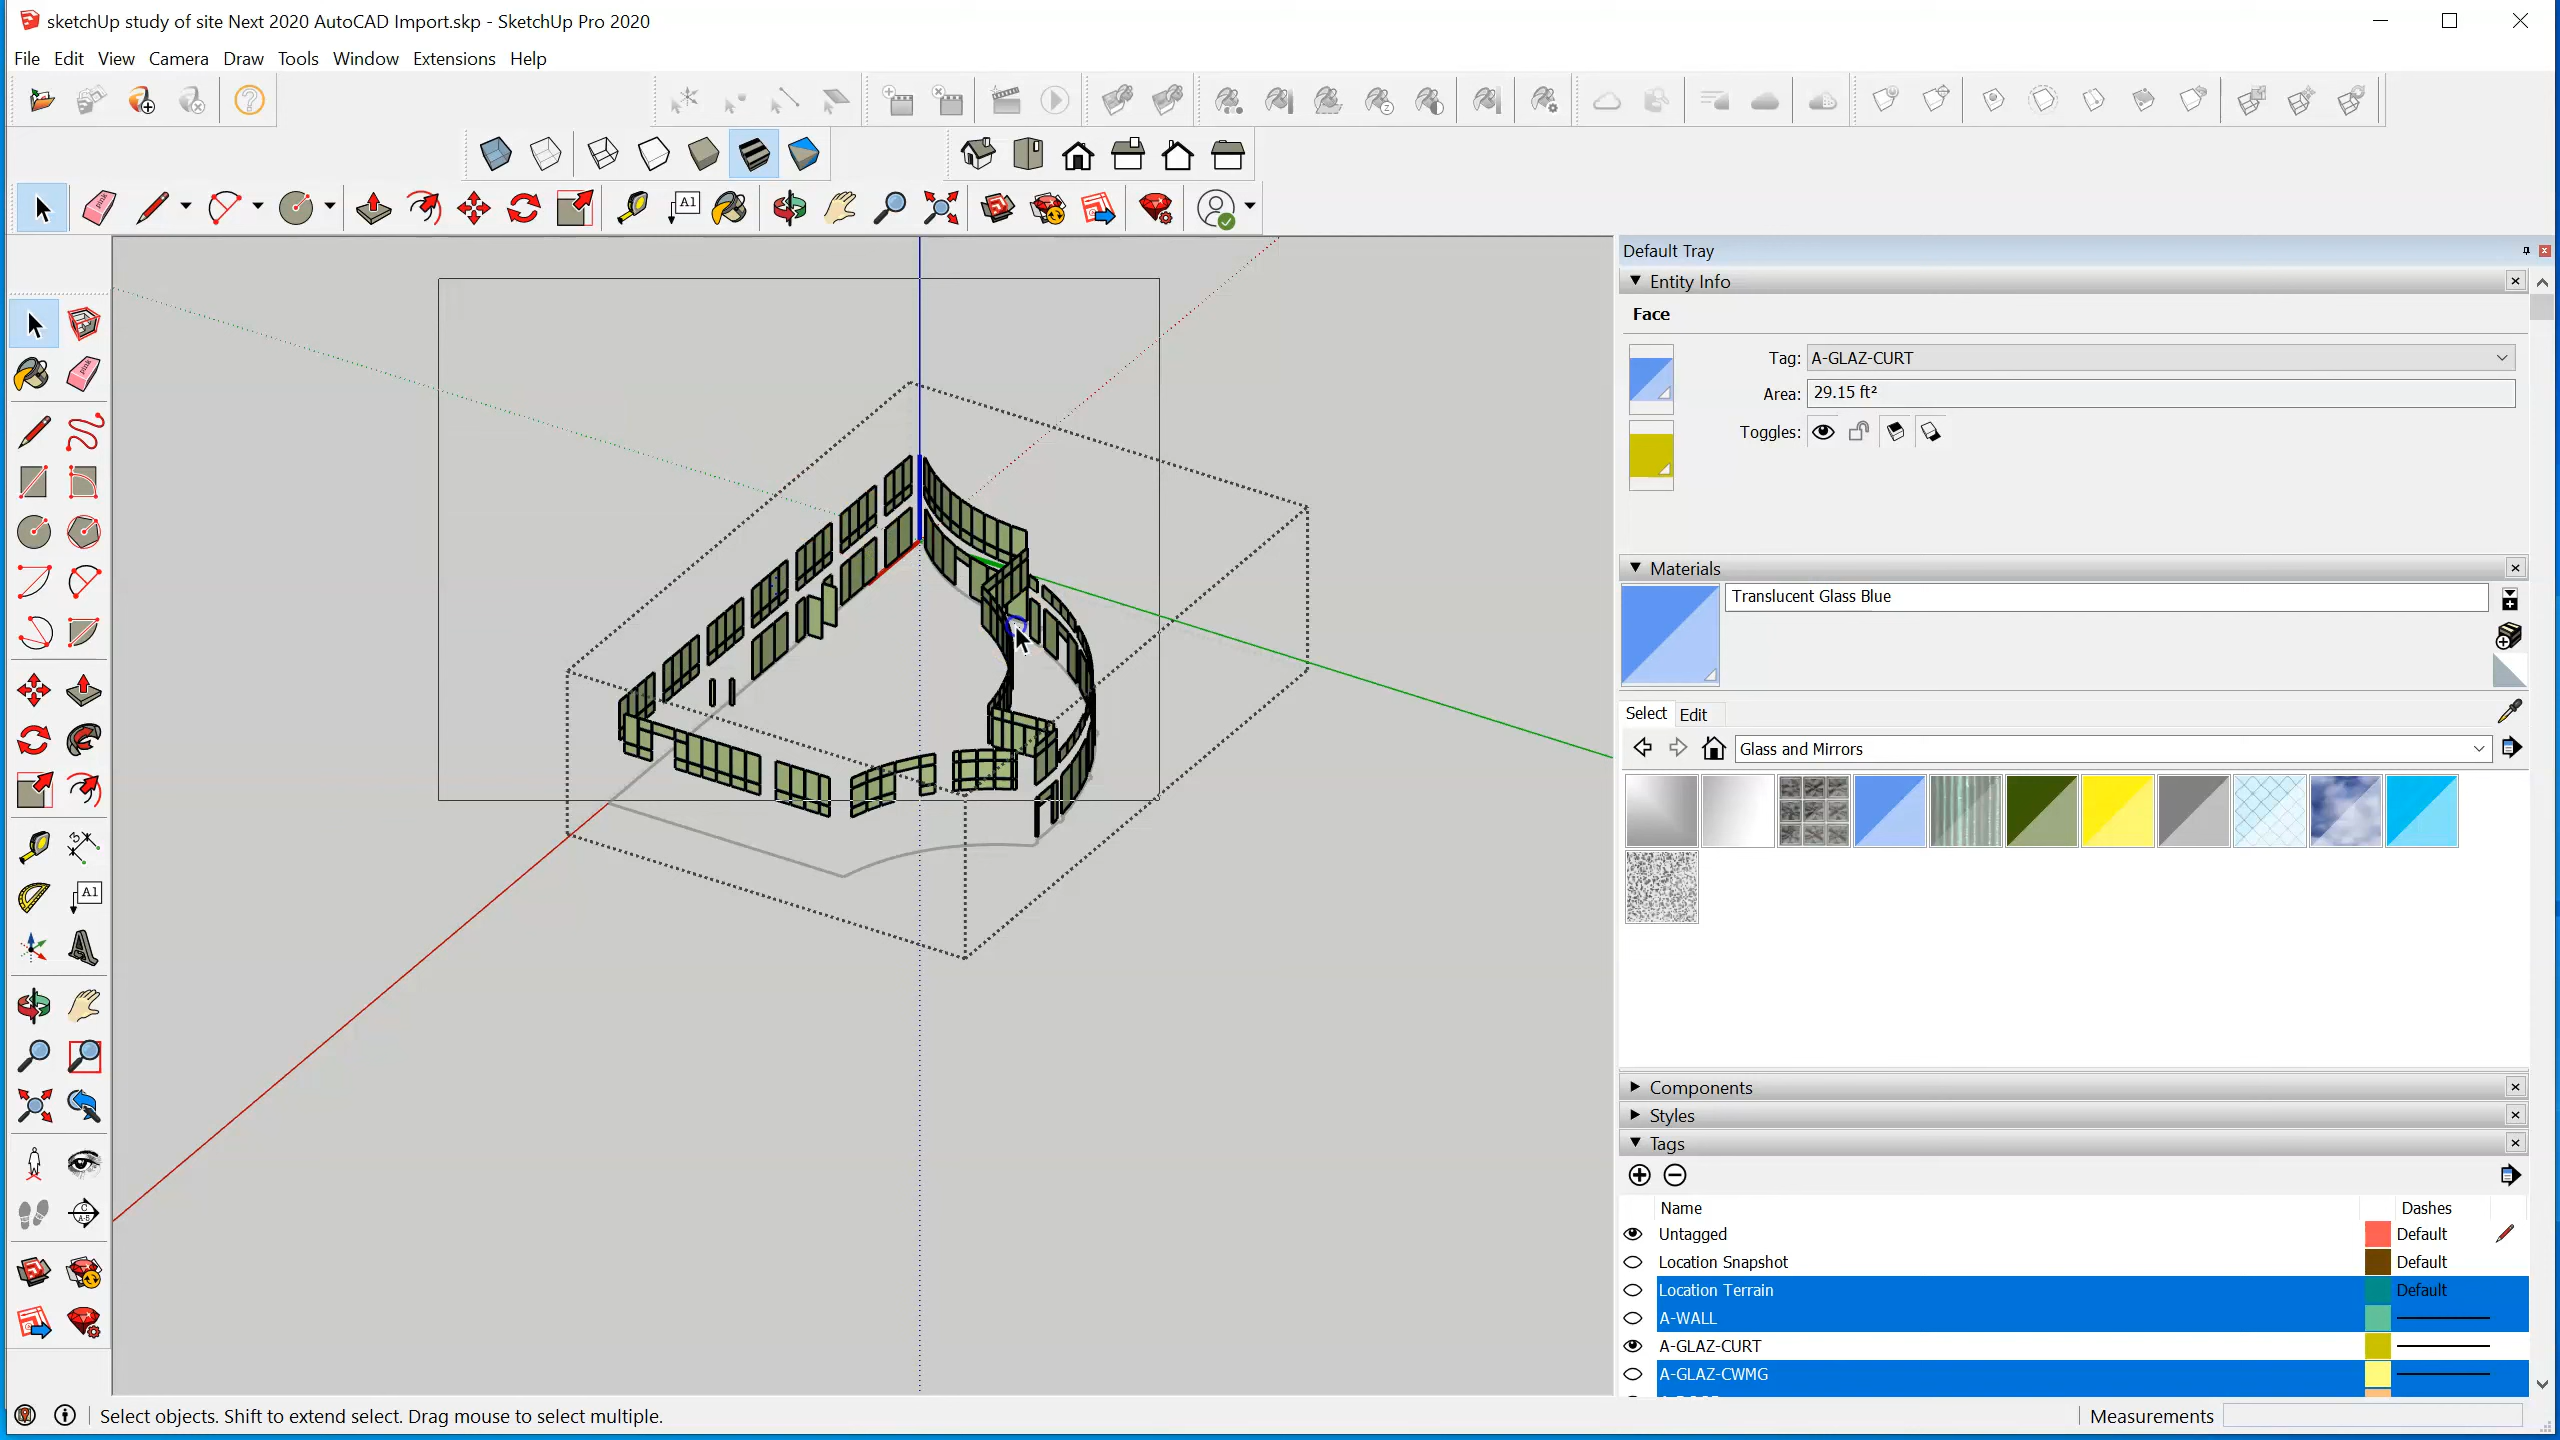 sketchUp study of site Next 2020 AutoCAD Import.skp - SketchUp Pro 2020
File Edit View Camera Draw Tools Window Extensions Help
Default Tray
Entity Info
Face
Tag: A-GLAZ-CURT
Area: 29.15 ft²
Toggles:
Materials
Translucent Glass Blue
Select Edit
Glass and Mirrors
Components
Styles
Tags
Name Dashes
Untagged Default
Location Snapshot Default
Location Terrain Default
A-WALL
A-GLAZ-CURT
A-GLAZ-CWMG
Select objects. Shift to extend select. Drag mouse to select multiple.
Measurements